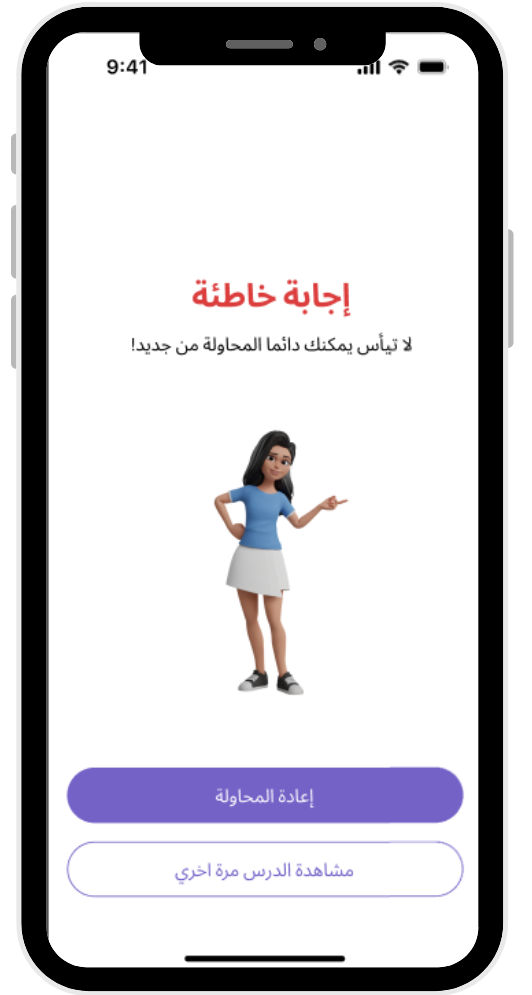 9:41
إجابة خاطئة
لا تيأس يمكنك دائما المحاولة من جديد!
إعادة المحاولة
مشاهدة الدرس مرة اخري